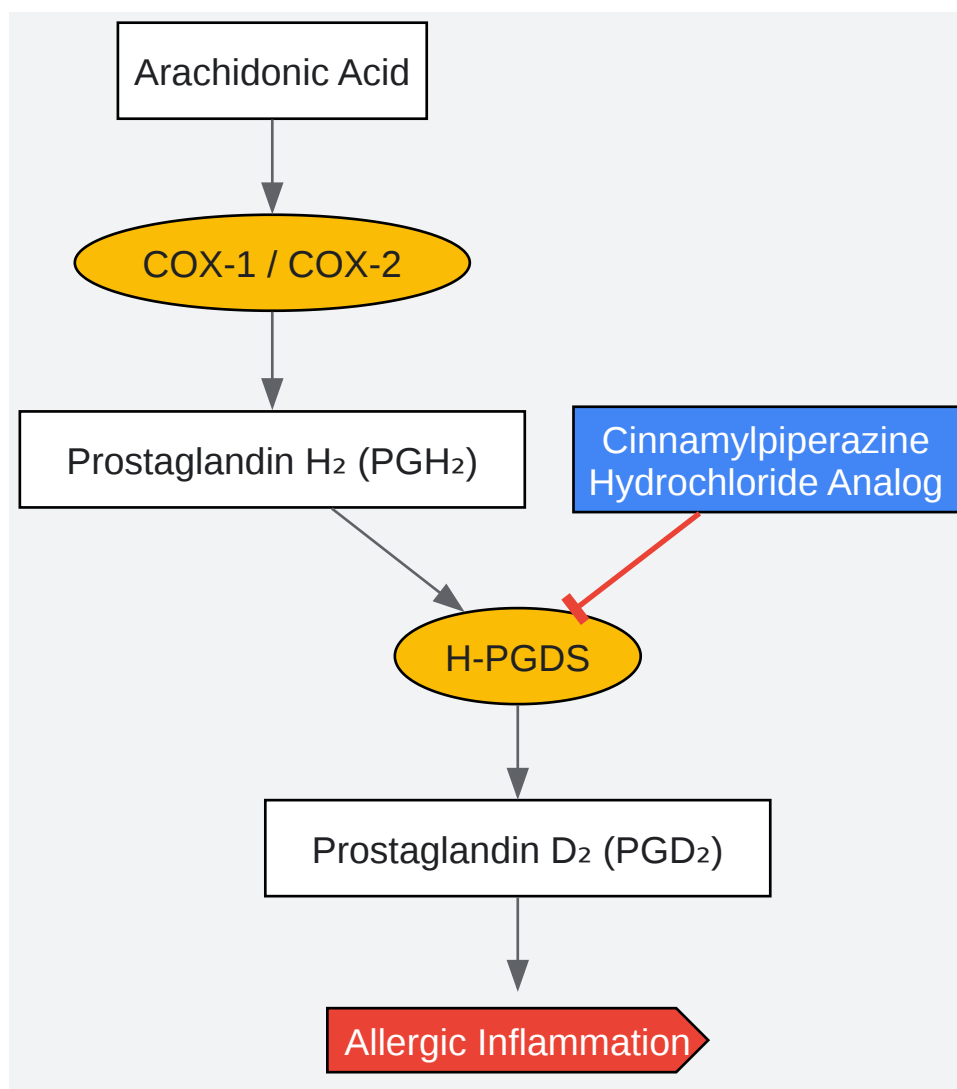 Arachidonic Acid
COX-1 / COX-2
Prostaglandin H₂ (PGH₂)
Cinnamylpiperazine
Hydrochloride Analog
H-PGDS
Prostaglandin D₂ (PGD₂)
Allergic Inflammation